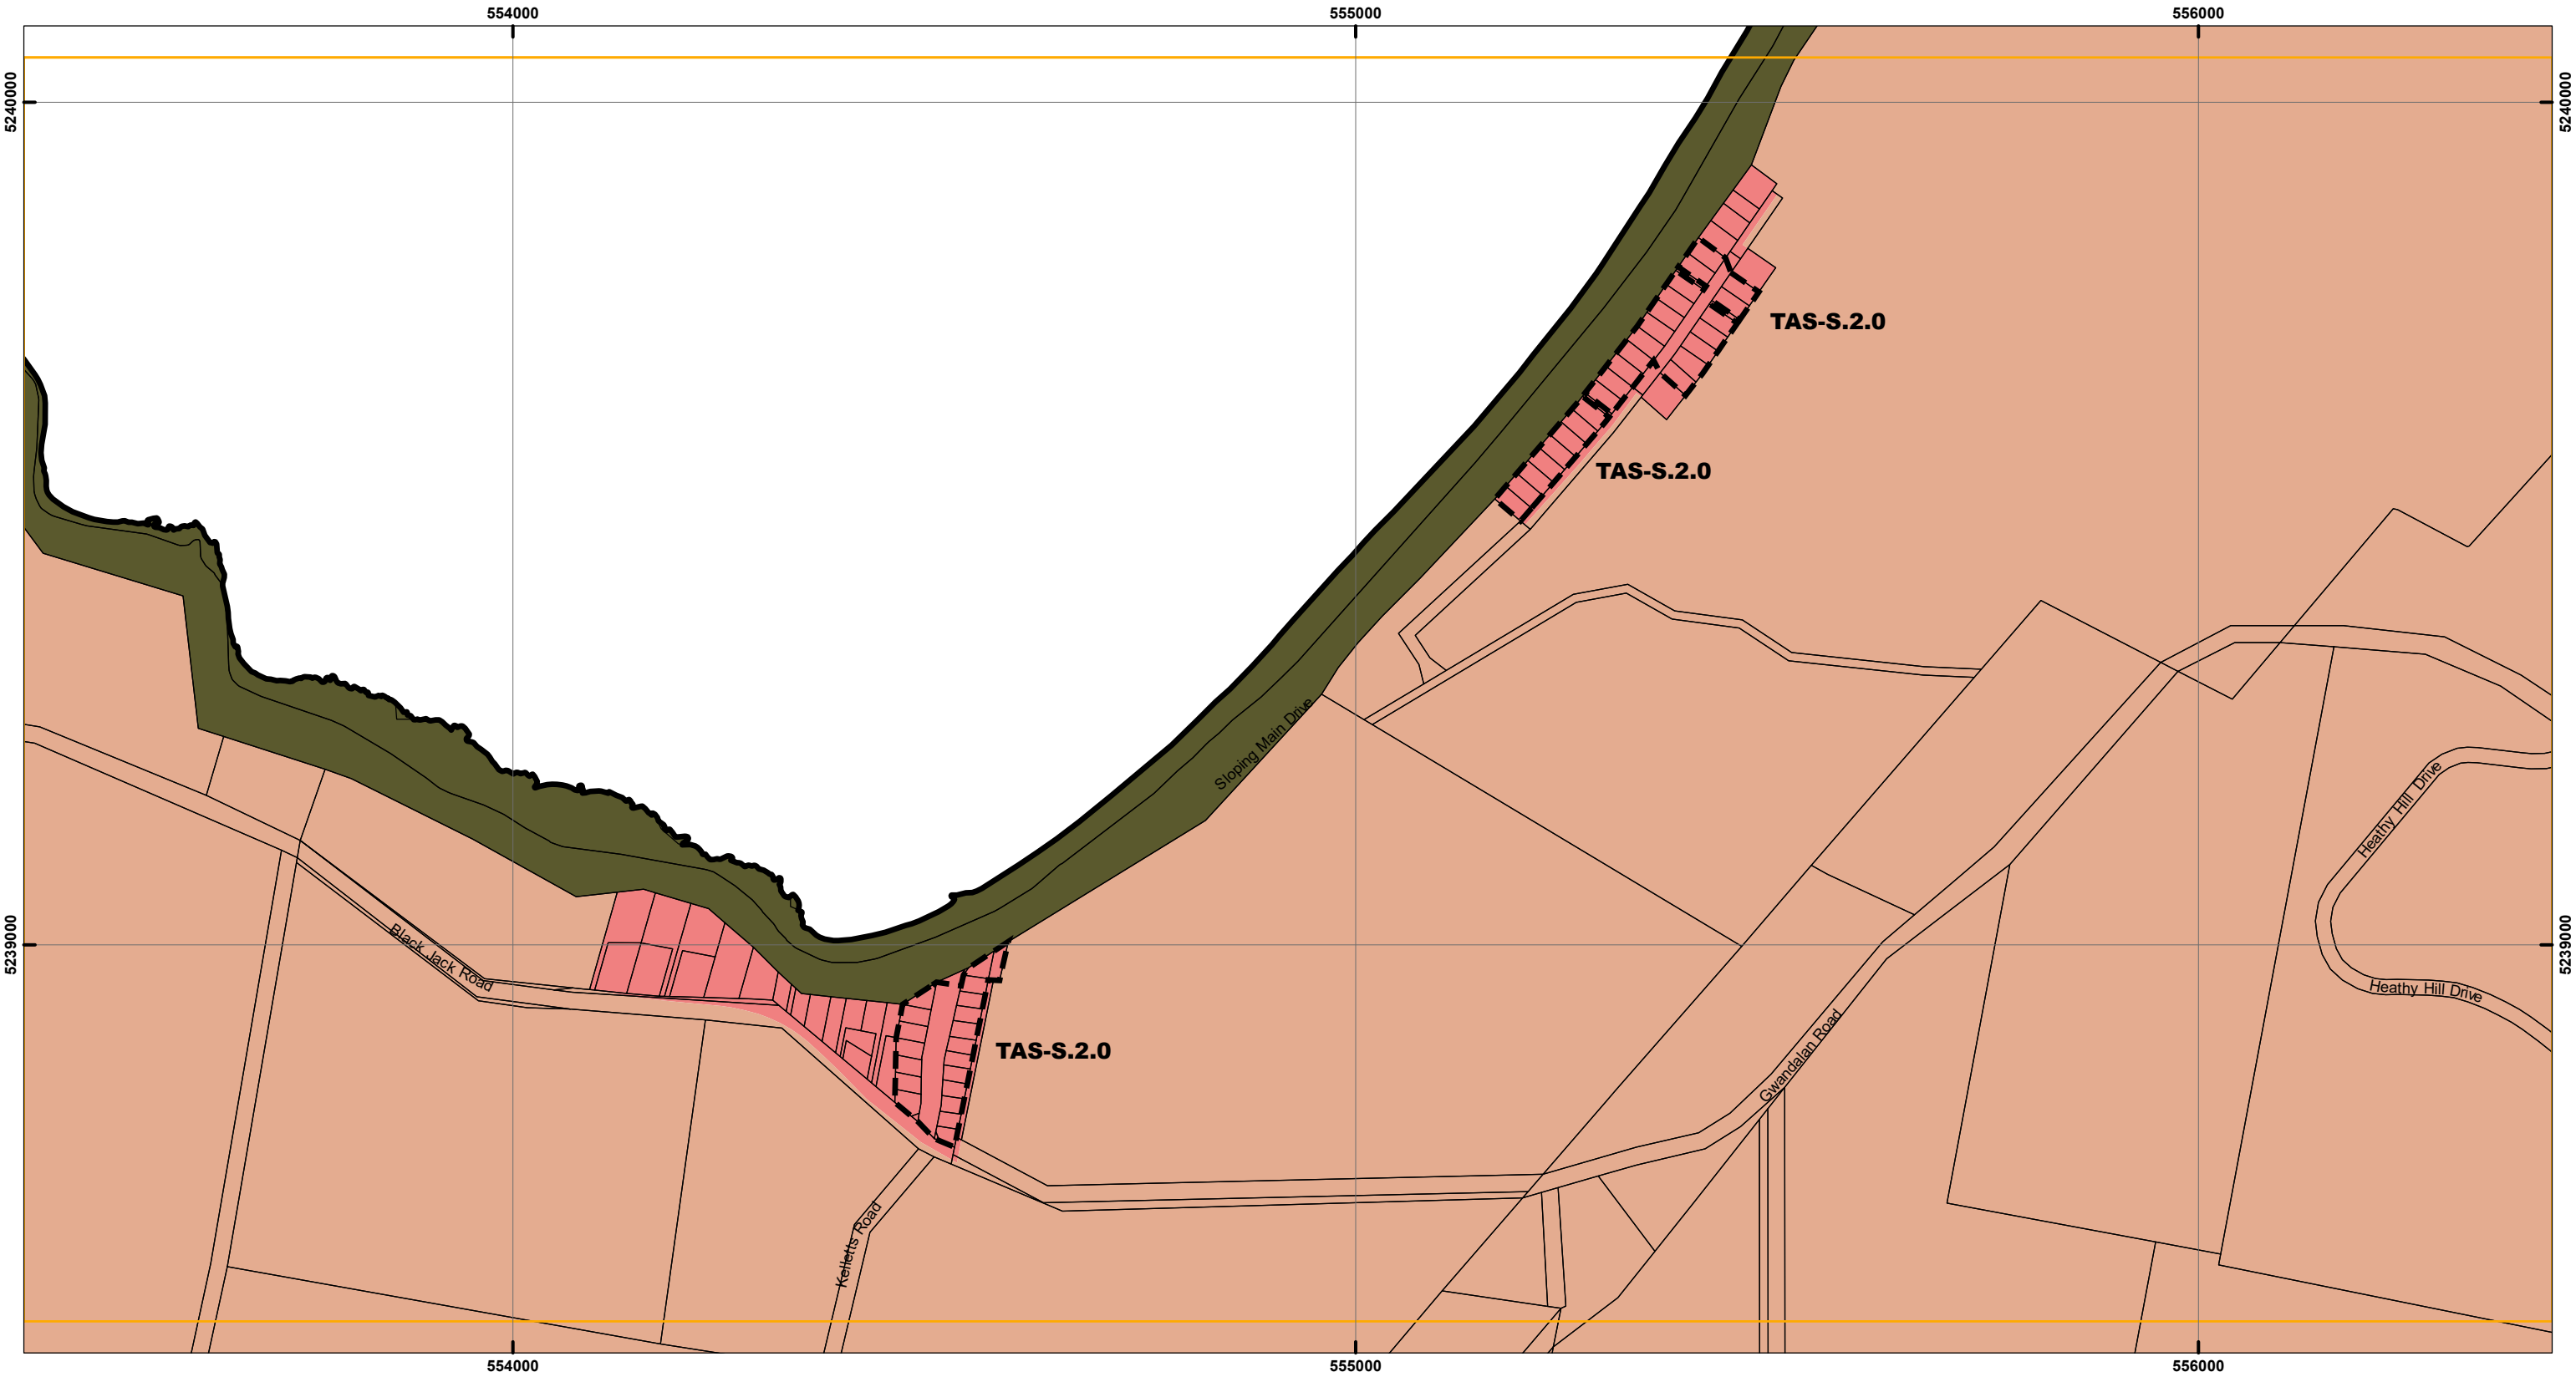 554000
555000
556000
5240000
5240000
TAS-S.2.0
TAS-S.2.0
Sloping Main Drive
Heathy Hill Drive
5239000
5239000
Black Jack Road
Heathy Hill Drive
TAS-S.2.0
Gwandalan Road
Kelletts Road
554000
555000
556000